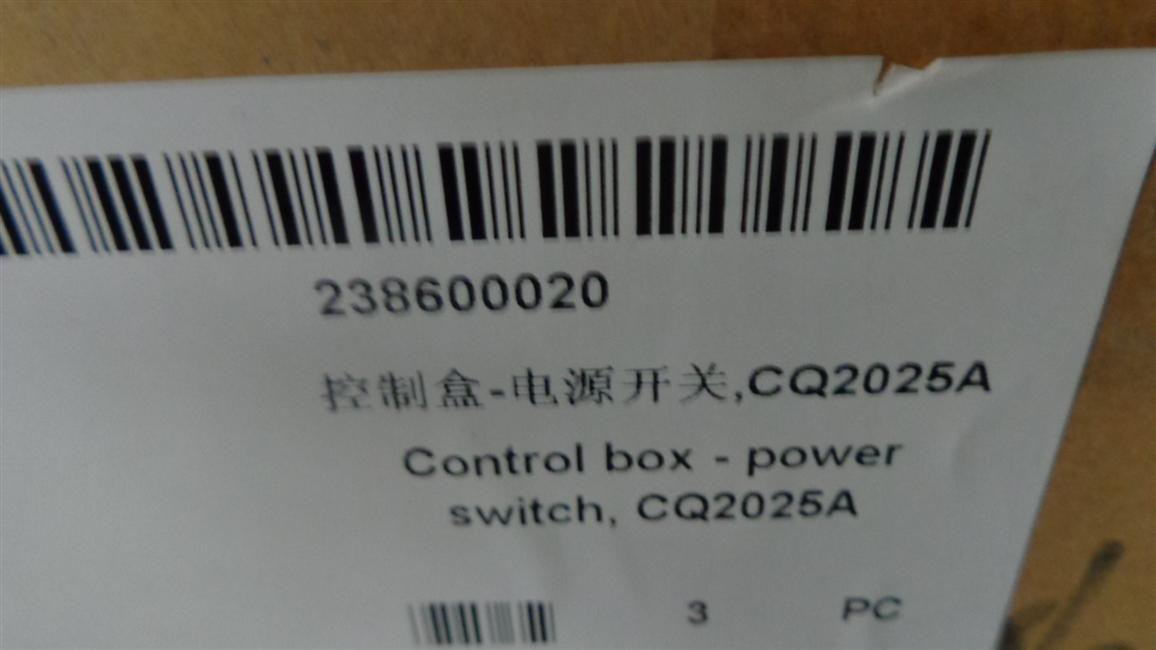 238600020
控制盒-电源开关,CQ2025A
Control box - power
switch, CQ2025A
3 PC